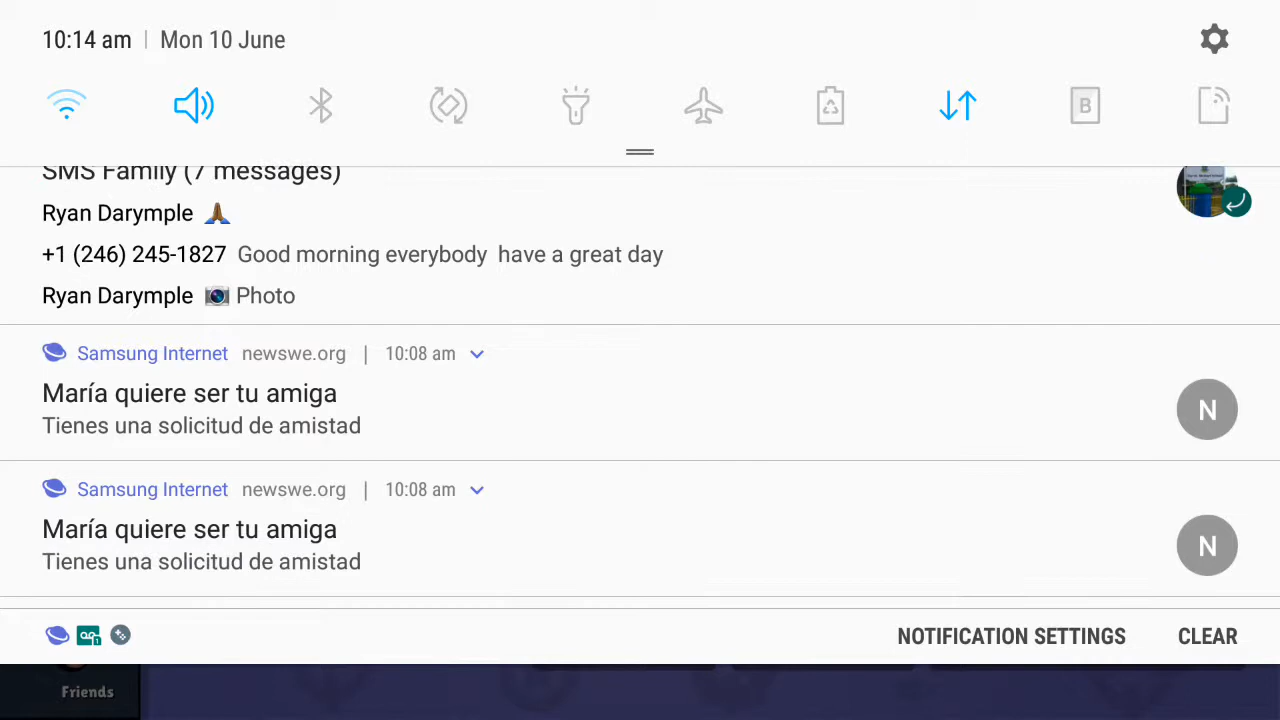 10:14 am | Mon 10 June
B
SMS Family (7 messages)
Ryan Darymple 🙏🏾
+1 (246) 245-1827 Good morning everybody have a great day
Ryan Darymple 📷 Photo
Samsung Internet newswe.org | 10:08 am
María quiere ser tu amiga
Tienes una solicitud de amistad
N
Samsung Internet newswe.org | 10:08 am
María quiere ser tu amiga
Tienes una solicitud de amistad
N
1
NOTIFICATION SETTINGS CLEAR
Friends